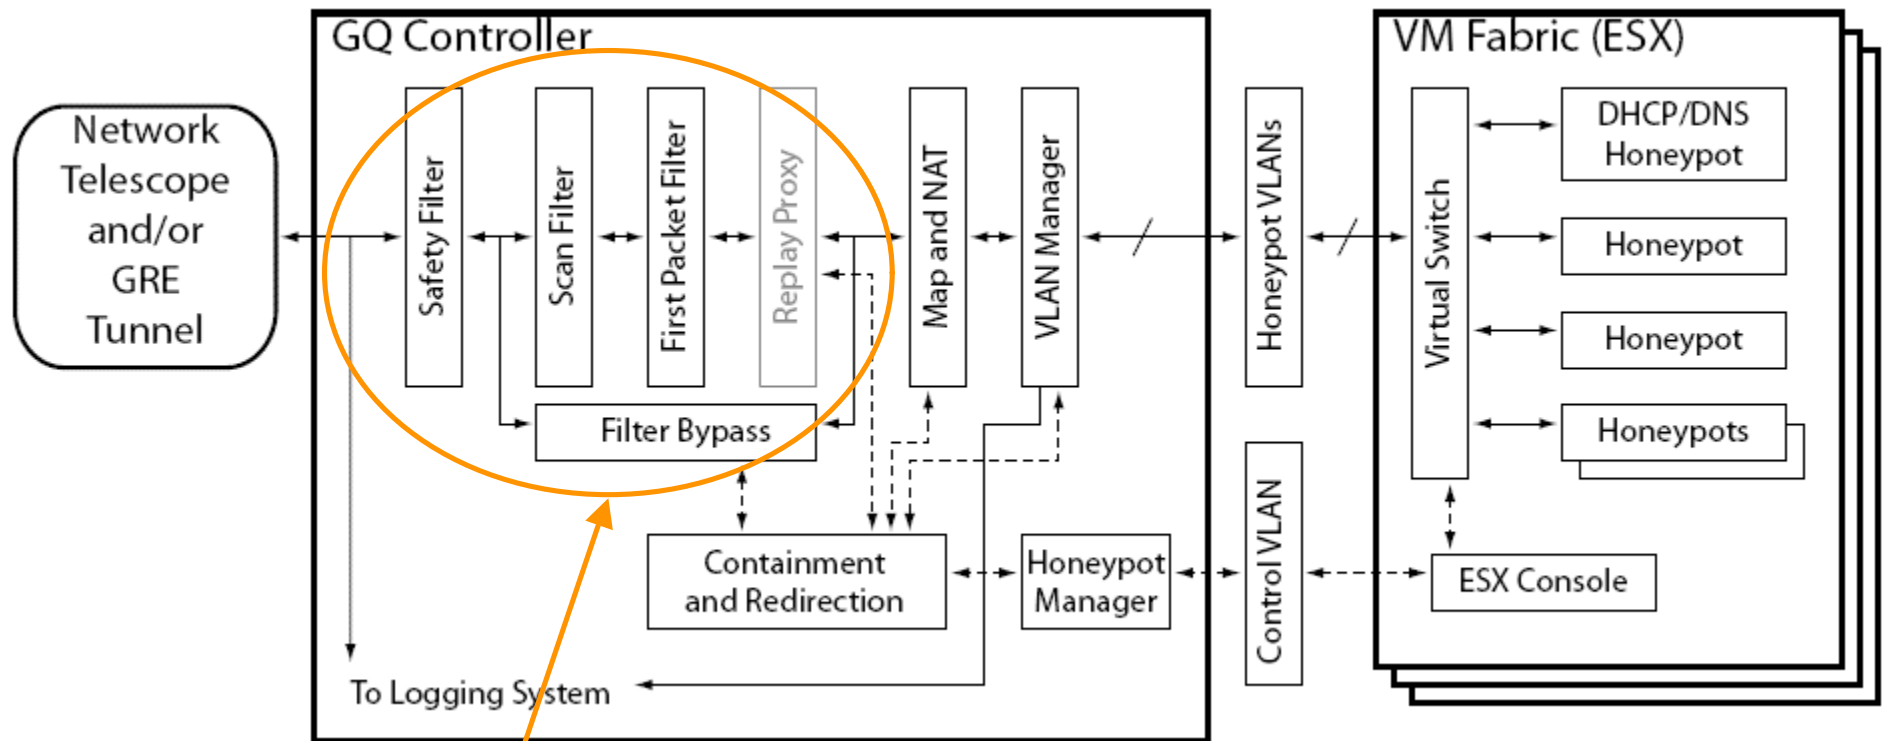 GQ Controller
VM Fabric (ESX)
Network
Telescope
and/or
GRE
Tunnel
Safety Filter
Scan Filter
First Packet Filter
Replay Proxy
Map and NAT
VLAN Manager
Honeypot VLANs
Virtual Switch
DHCP/DNS
Honeypot
Honeypot
Honeypot
Honeypots
Filter Bypass
Containment
and Redirection
Honeypot
Manager
Control VLAN
ESX Console
To Logging System